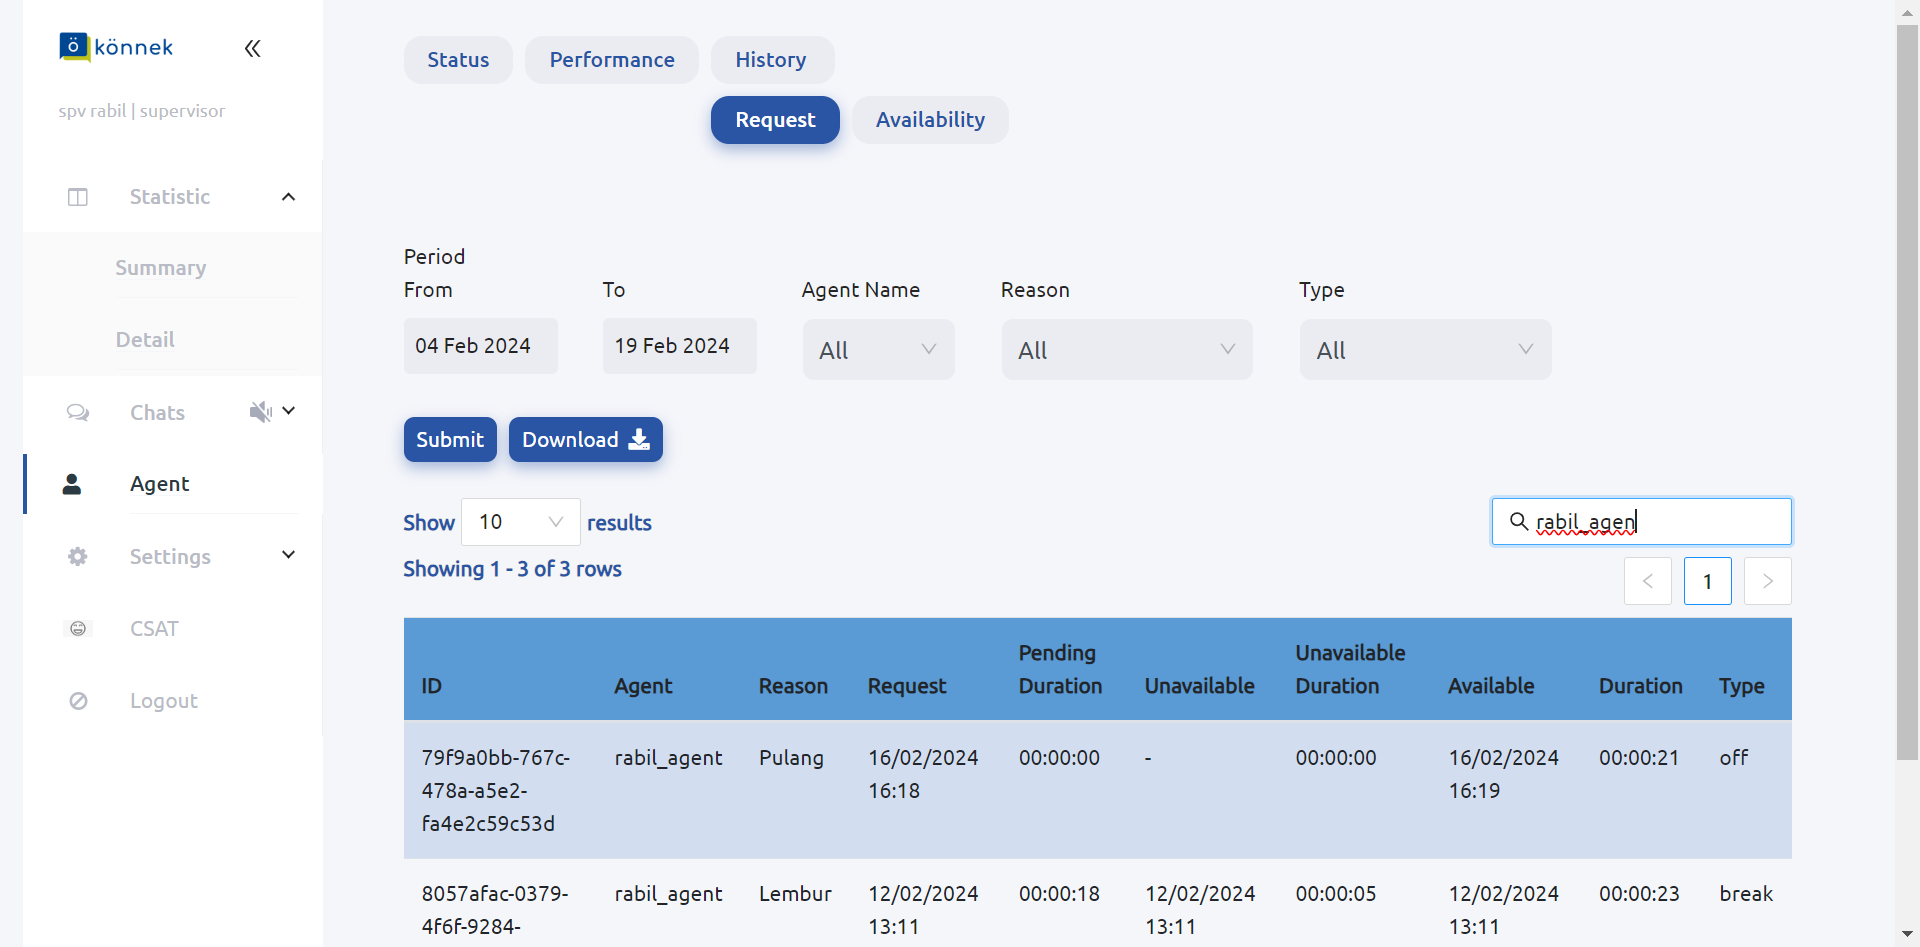 ö könnek
spv rabil | supervisor
Statistic
Summary
Detail
Chats
Agent
Settings
CSAT
Logout
Status Performance History
Request Availability
Period
From To Agent Name Reason Type
04 Feb 2024 19 Feb 2024 All All All
Submit Download
Show 10 results
rabil_agen
Showing 1 - 3 of 3 rows
< 1 >
ID Agent Reason Request Pending Duration Unavailable Unavailable Duration Available Duration Type
79f9a0bb-767c- rabil_agent Pulang 16/02/2024 00:00:00 - 00:00:00 16/02/2024 00:00:21 off
478a-a5e2- 16:18 16:19
fa4e2c59c53d
8057afac-0379- rabil_agent Lembur 12/02/2024 00:00:18 12/02/2024 00:00:05 12/02/2024 00:00:23 break
4f6f-9284- 13:11 13:11 13:11